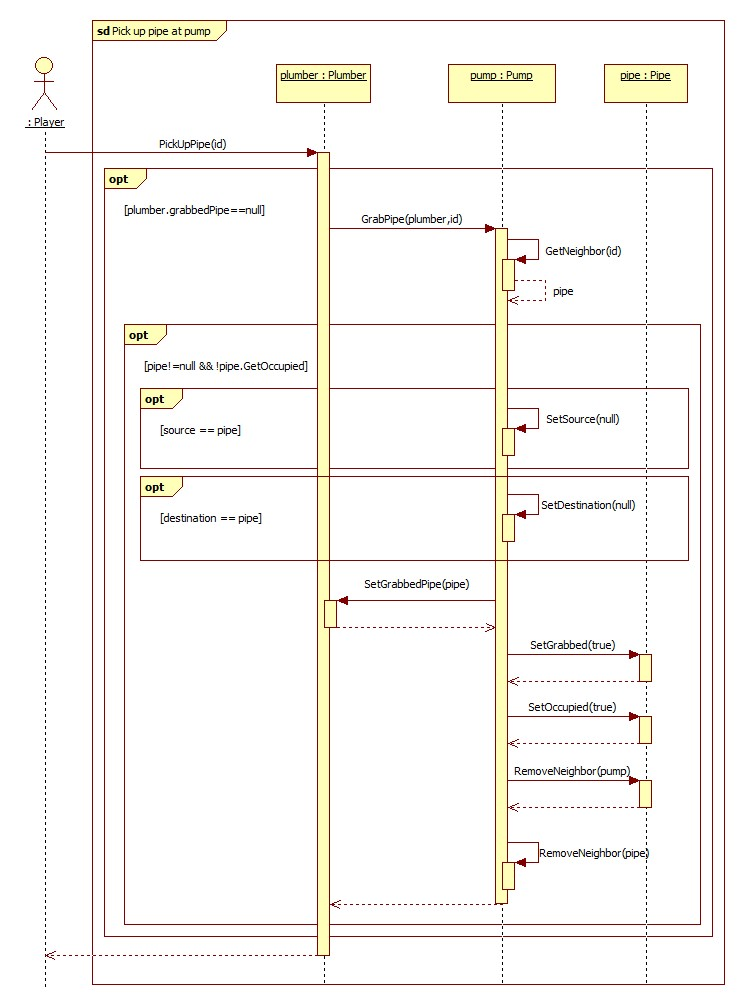 sd Pick up pipe at pump
: Player
plumber : Plumber
pump : Pump
pipe : Pipe
PickUpPipe(id)
opt
[plumber.grabbedPipe==null]
GrabPipe(plumber,id)
GetNeighbor(id)
pipe
opt
[pipe!=null && !pipe.GetOccupied]
opt
[source == pipe]
SetSource(null)
opt
[destination == pipe]
SetDestination(null)
SetGrabbedPipe(pipe)
SetGrabbed(true)
SetOccupied(true)
RemoveNeighbor(pump)
RemoveNeighbor(pipe)